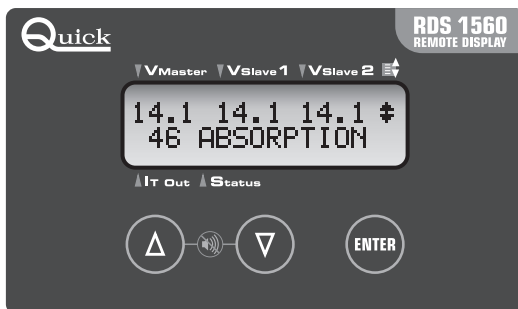 Quick
RDS 1560
REMOTE DISPLAY
VMaster VSlave 1 VSlave 2
14.1 14.1 14.1
46 ABSORPTION
IT Out Status
ENTER